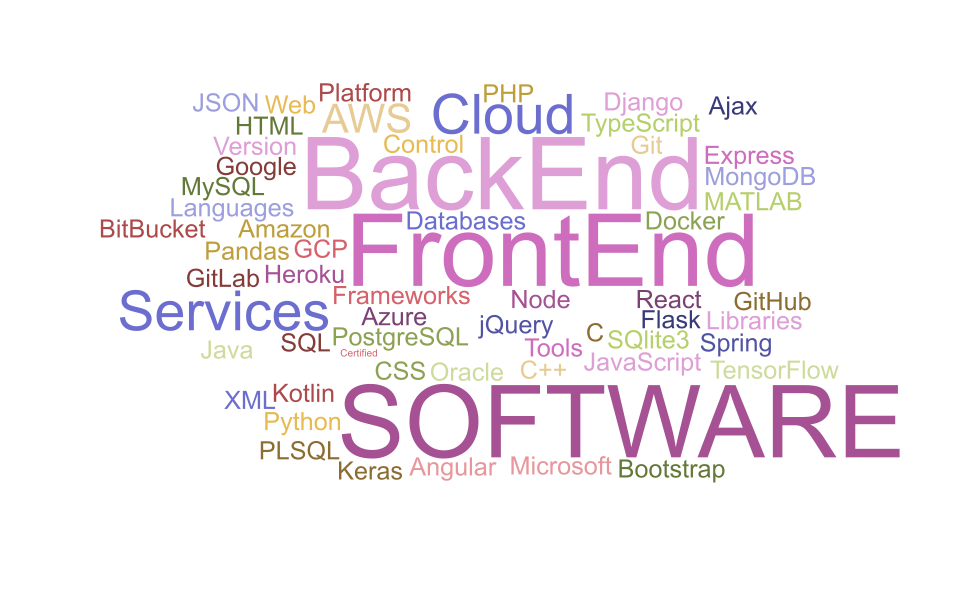 Platform PHP
JSON Web AWS Cloud Django Ajax
HTML TypeScript
Version Control Git
Google BackEnd Express
MySQL MongoDB
Languages MATLAB
BitBucket Amazon Databases Docker
Pandas GCP FrontEnd
GitLab Heroku
Services Frameworks Node React GitHub
Azure jQuery Flask Libraries
Java SQL PostgreSQL C SQlite3 Spring
Certified Tools JavaScript
CSS Oracle C++ TensorFlow
XML Kotlin
Python SOFTWARE
PLSQL
Keras Angular Microsoft Bootstrap